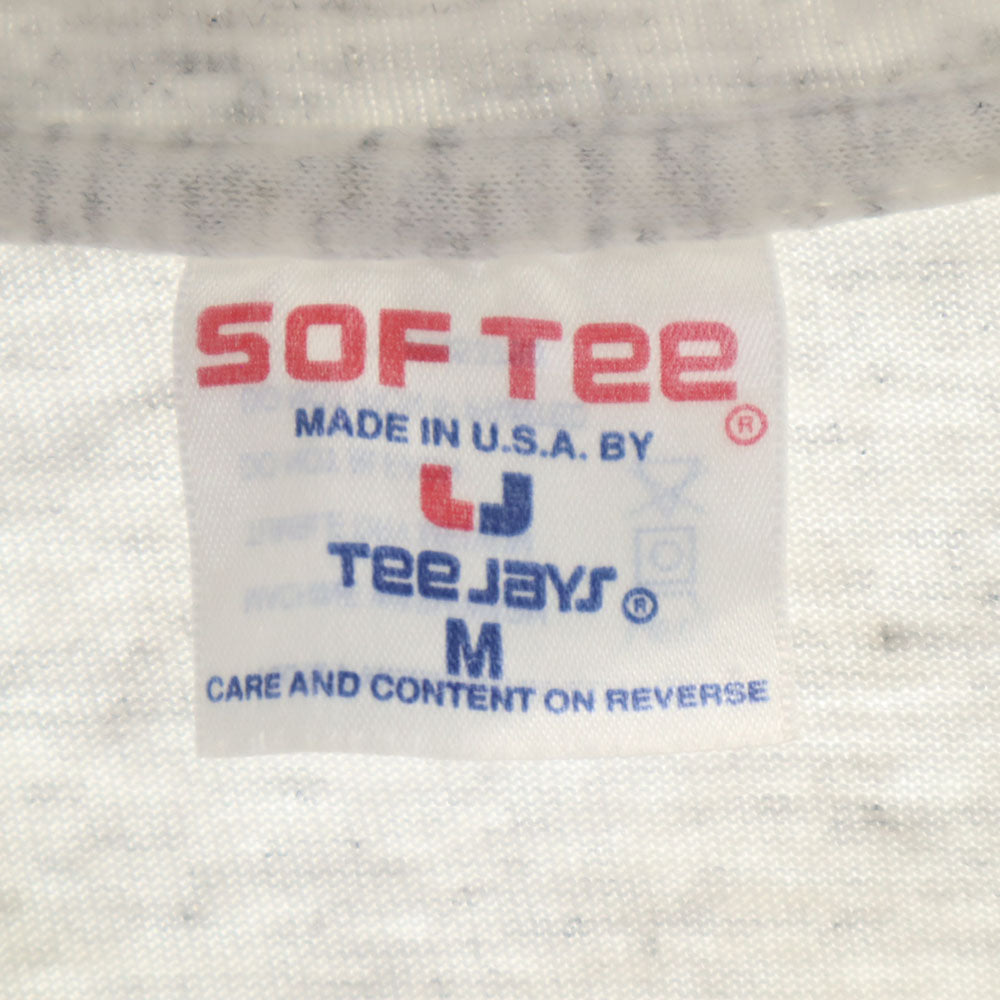 SOF TEE ®
MADE IN U.S.A. BY
TEE JAYS ®
M
CARE AND CONTENT ON REVERSE